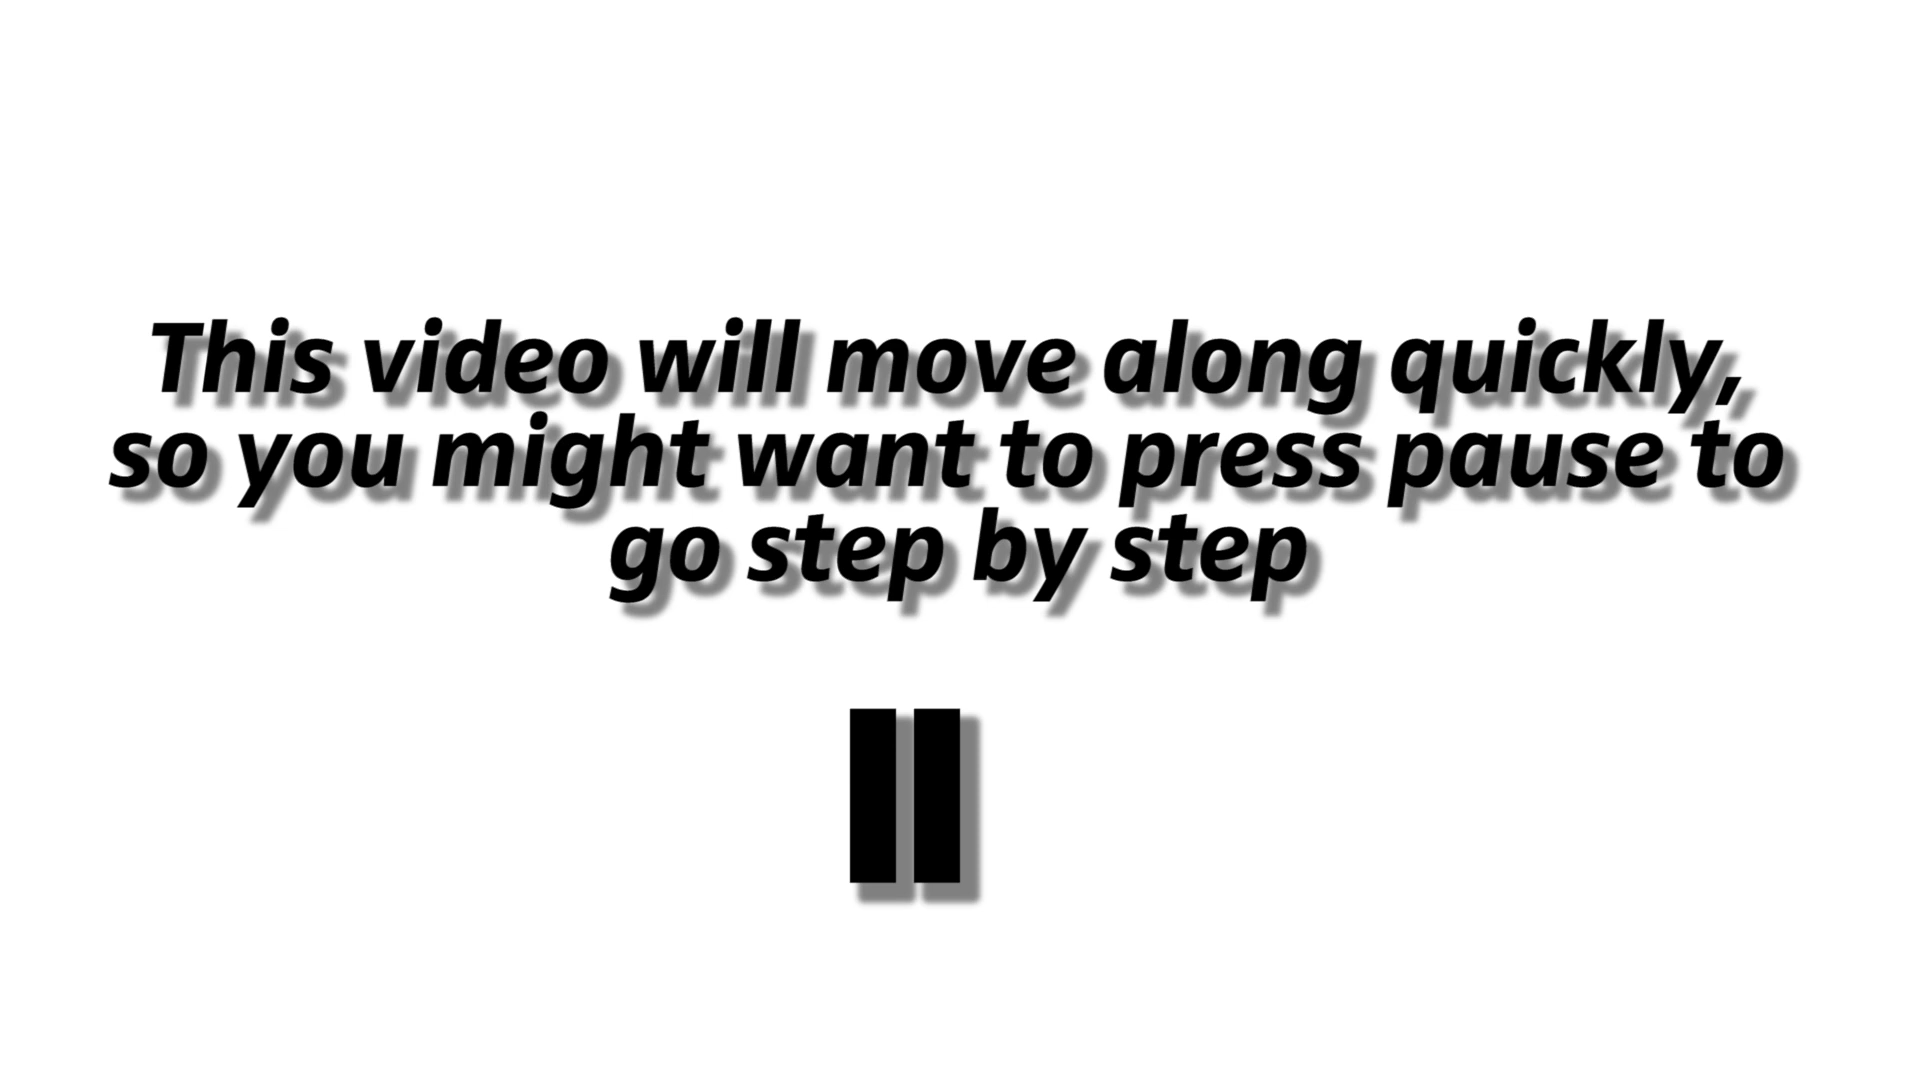 This video will move along quickly,
so you might want to press pause to
go step by step